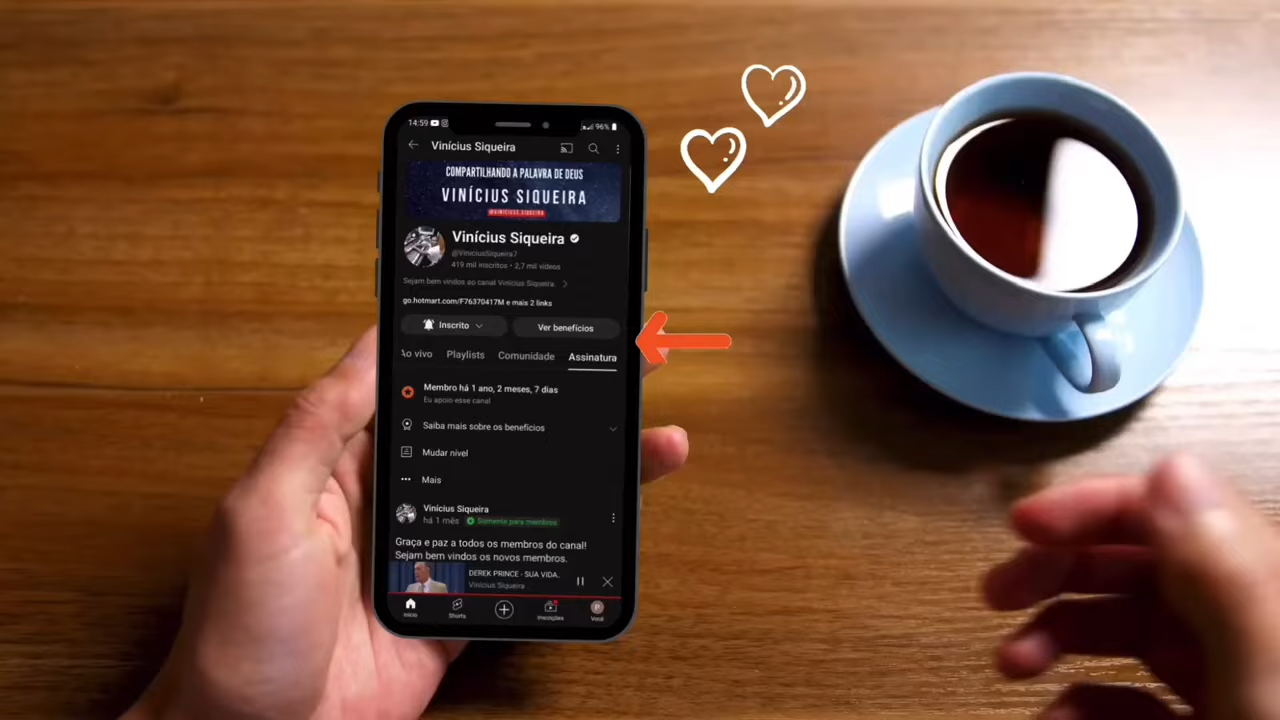 14:59
96%
Vinícius Siqueira
COMPARTILHANDO A PALAVRA DE DEUS
VINÍCIUS SIQUEIRA
@VINICIUSS SIQUEIRA
Vinícius Siqueira
@ViniciusSiqueira7
419 mil inscritos • 2,7 mil vídeos
Sejam bem vindos ao canal Vinícius Siqueira.
go.hotmart.com/F76370417M e mais 2 links
Inscrito
Ver benefícios
Ao vivo Playlists Comunidade Assinatura
Membro há 1 ano, 2 meses, 7 dias
Eu apoio esse canal
Saiba mais sobre os benefícios
Mudar nível
Mais
Vinícius Siqueira
há 1 mês Somente para membros
Graça e paz a todos os membros do canal!
Sejam bem vindos os novos membros.
DEREK PRINCE - SUA VIDA.
Vinícius Siqueira
Início Shorts Inscrições Você